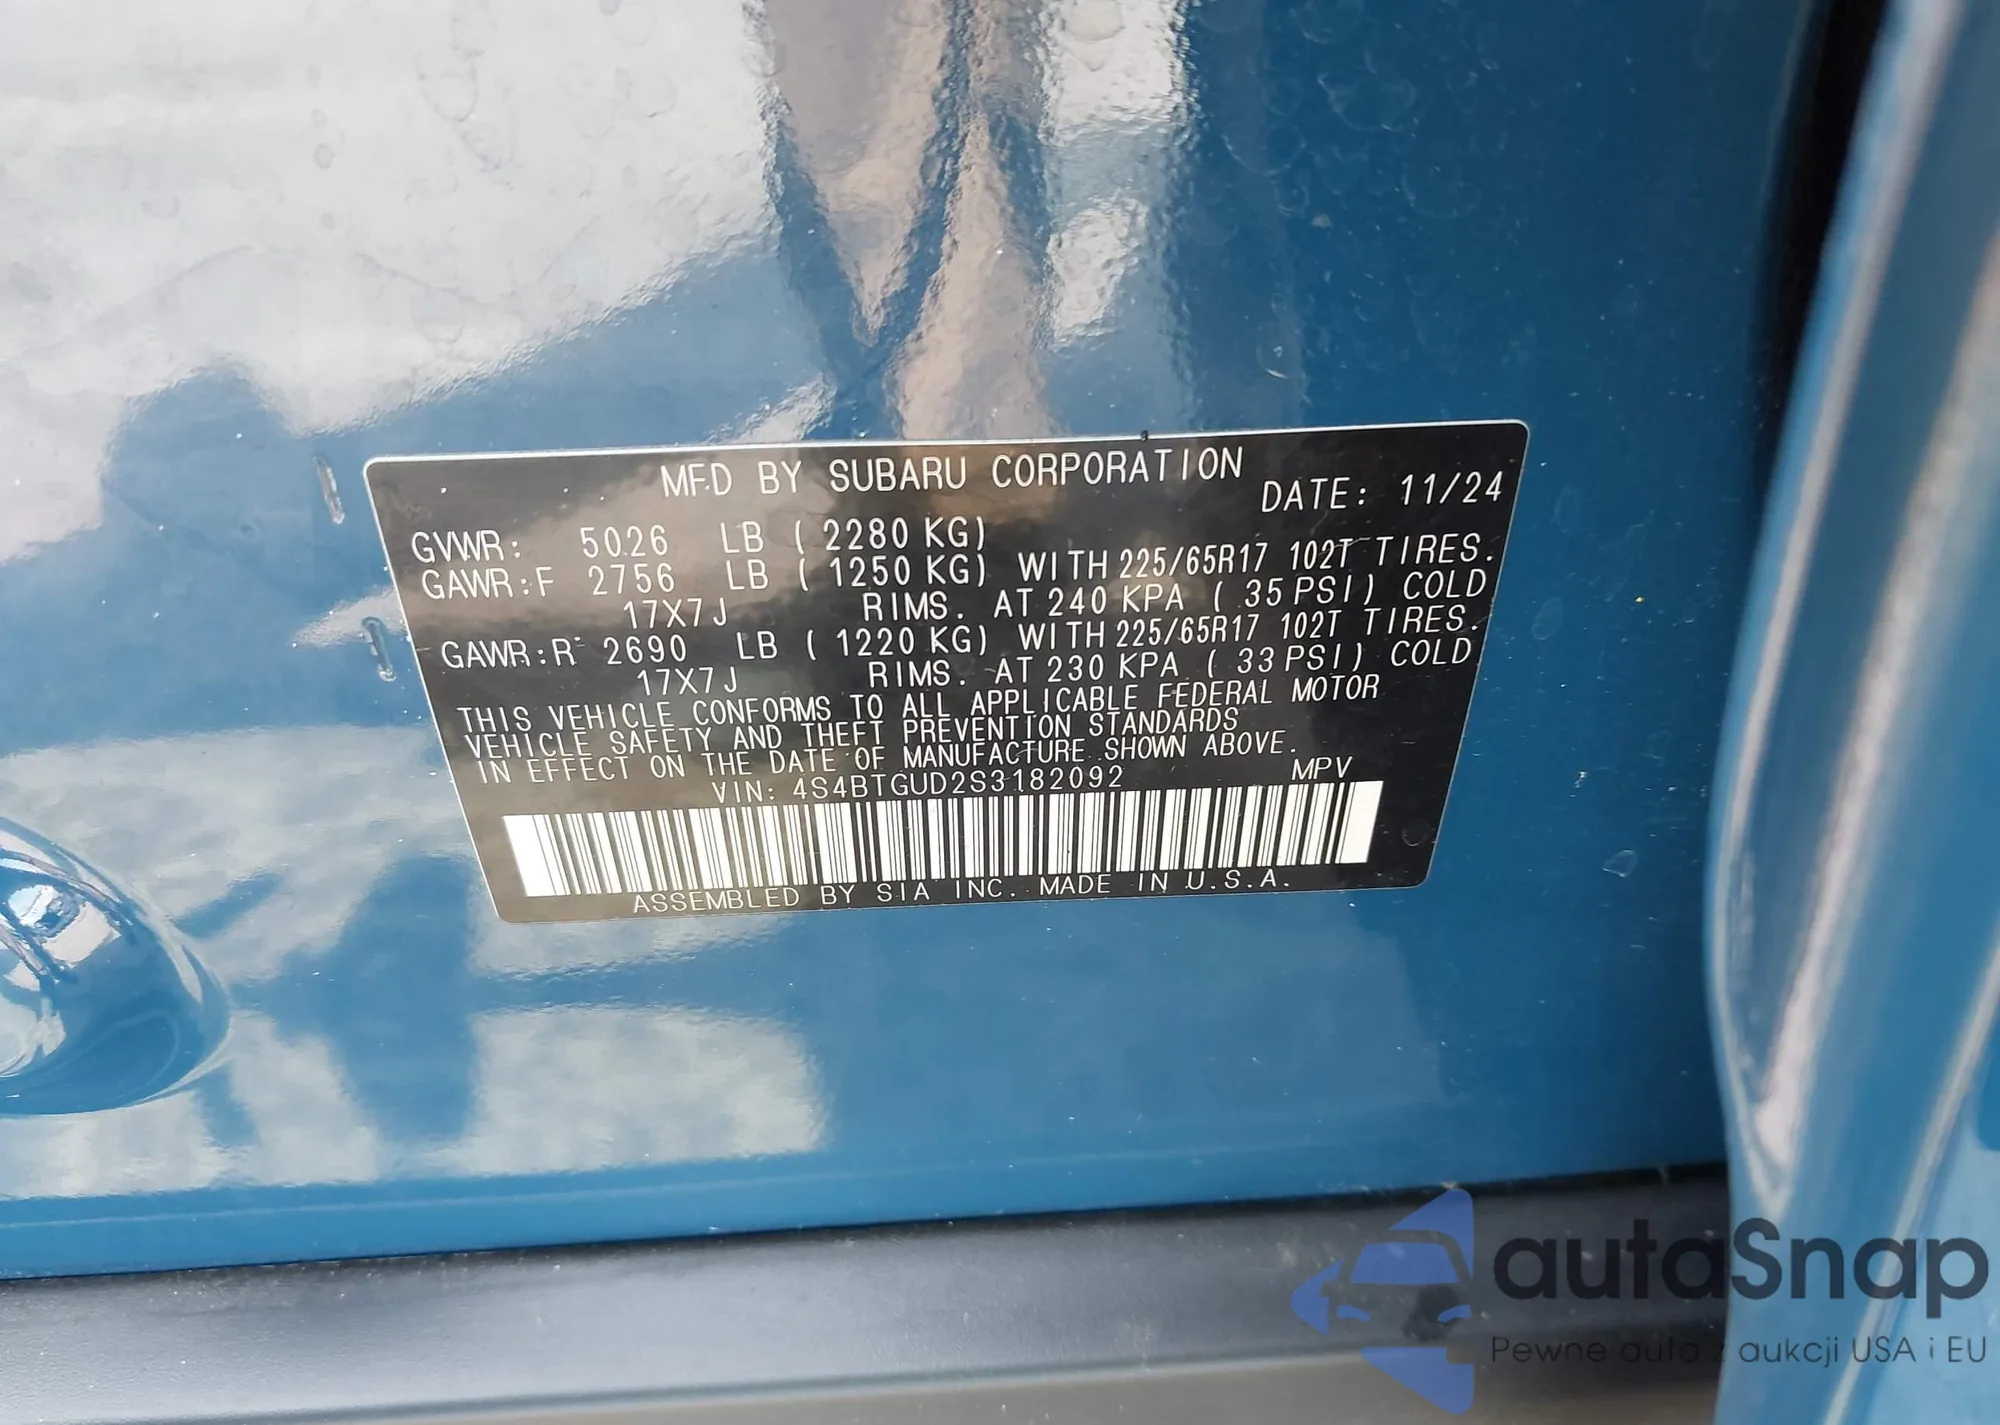 MFD BY SUBARU CORPORATION
DATE: 11/24
GVWR: 5026 LB ( 2280 KG)
GAWR:F 2756 LB ( 1250 KG) WITH 225/65R17 102T TIRES.
17X7J RIMS. AT 240 KPA ( 35 PSI) COLD
GAWR:R 2690 LB ( 1220 KG) WITH 225/65R17 102T TIRES.
17X7J RIMS. AT 230 KPA ( 33 PSI) COLD
THIS VEHICLE CONFORMS TO ALL APPLICABLE FEDERAL MOTOR
VEHICLE SAFETY AND THEFT PREVENTION STANDARDS
IN EFFECT ON THE DATE OF MANUFACTURE SHOWN ABOVE.
VIN: 4S4BTGUD2S3182092 MPV
ASSEMBLED BY SIA INC. MADE IN U.S.A.
autaSnap
Pewne auta z aukcji USA i EU